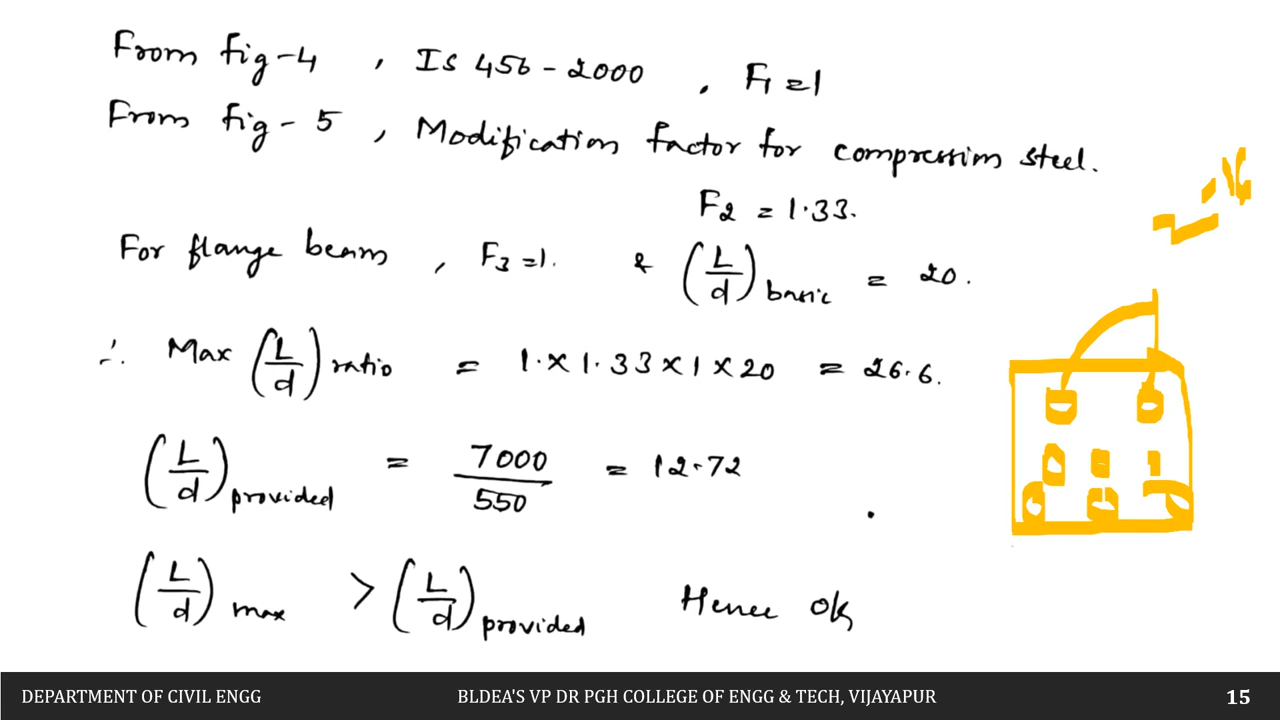 From fig-4 , Is 456-2000 , F1 = 1
From fig-5 , Modification factor for compression steel.
F2 = 1.33.
For flange beam , F3 = 1. & (L/d) basic = 20.
∴ Max (L/d) ratio = 1. × 1.33 × 1 × 20 = 26.6.
(L/d) provided = 7000/550 = 12.72
(L/d) max > (L/d) provided Hence ok
DEPARTMENT OF CIVIL ENGG BLDEA'S VP DR PGH COLLEGE OF ENGG & TECH, VIJAYAPUR 15